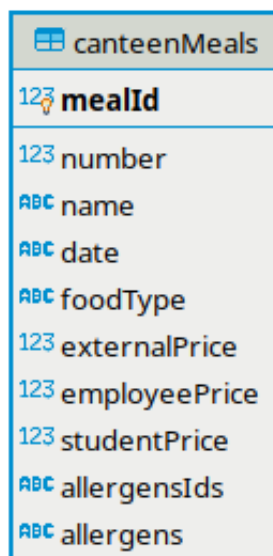 canteenMeals
123 mealId
123 number
ABC name
ABC date
ABC foodType
123 externalPrice
123 employeePrice
123 studentPrice
ABC allergensIds
ABC allergens